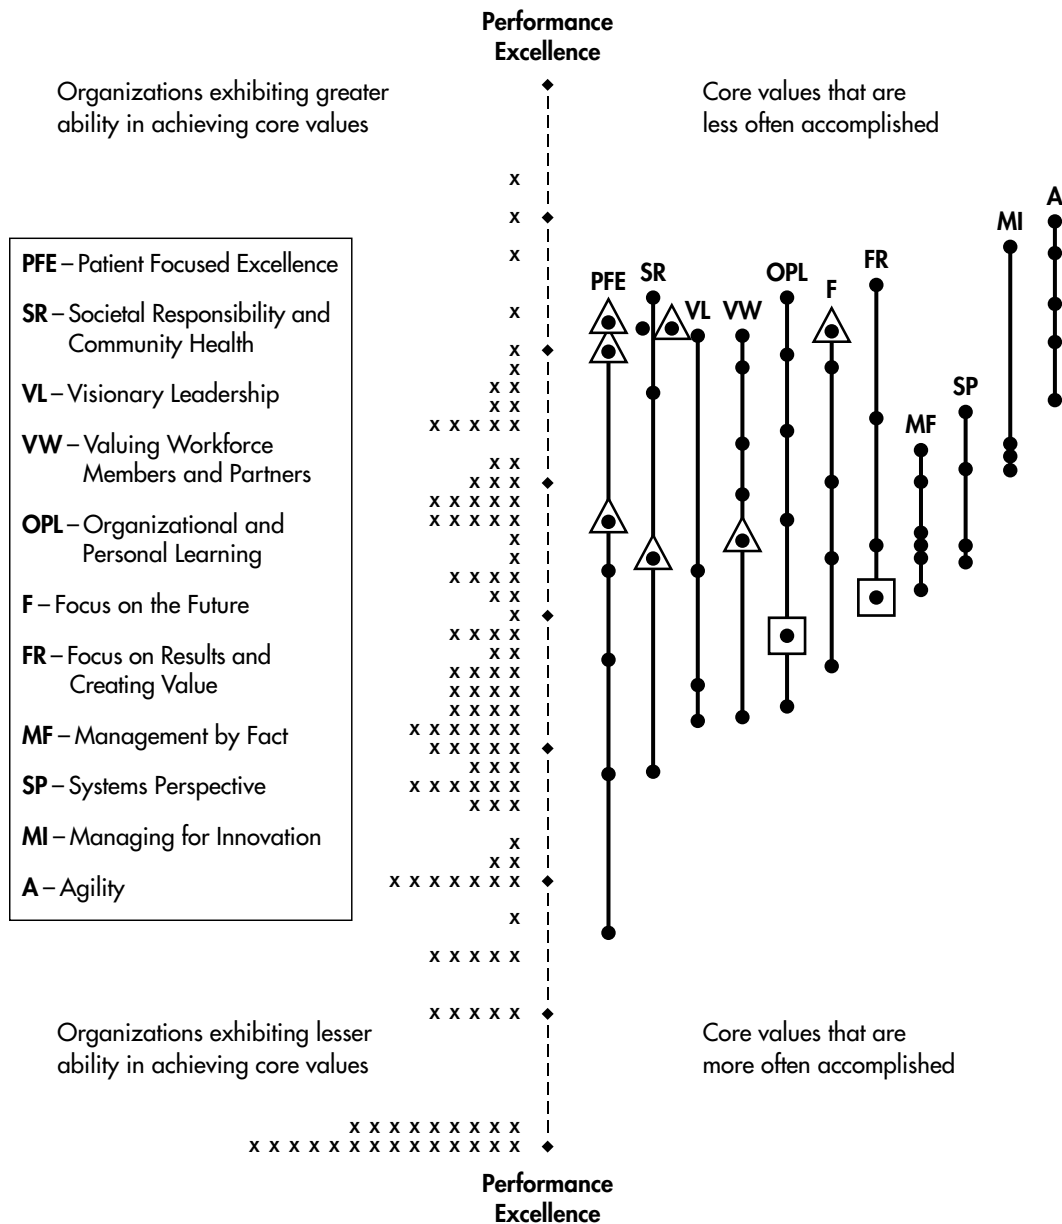 Performance
Excellence
Organizations exhibiting greater
ability in achieving core values
Core values that are
less often accomplished
x
x
x
x
x
x
x x
x x
x x x x x
x x
x x x
x x x x x
x x x x x
x
x
x x x x
x x
x
x x x x
x x
x x x x
x x x x
x x x x
x x x x x x
x x x x x
x x x
x x x x x x
x x x
x
x x
x x x x x x x
x
x x x x x
x x x x x
x x x x x x x x x
x x x x x x x x x x x x x x
PFE – Patient Focused Excellence
SR – Societal Responsibility and
Community Health
VL – Visionary Leadership
VW – Valuing Workforce
Members and Partners
OPL – Organizational and
Personal Learning
F – Focus on the Future
FR – Focus on Results and
Creating Value
MF – Management by Fact
SP – Systems Perspective
MI – Managing for Innovation
A – Agility
PFE
SR
VL
VW
OPL
F
FR
MF
SP
MI
A
Organizations exhibiting lesser
ability in achieving core values
Core values that are
more often accomplished
Performance
Excellence